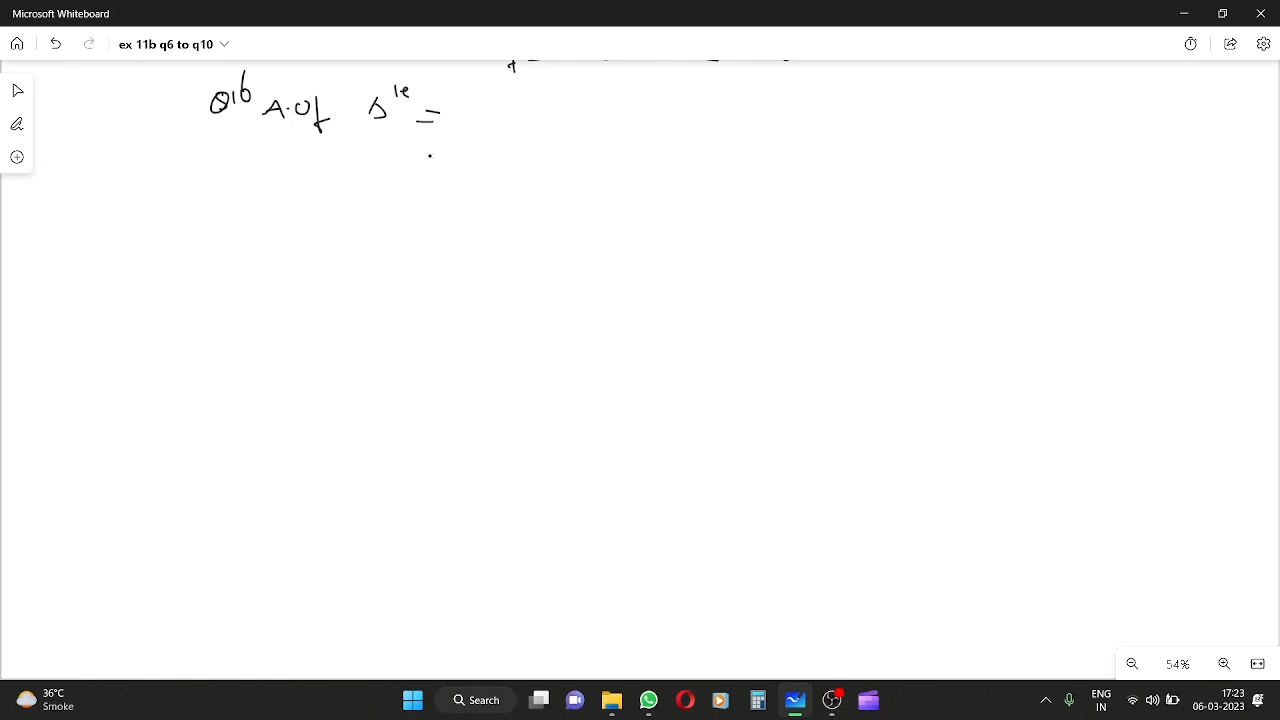 Microsoft Whiteboard
ex 11b q6 to q10
Q16 A.Of Δle =
54%
36°C
Smoke
Search
ENG
IN
17:23
06-03-2023